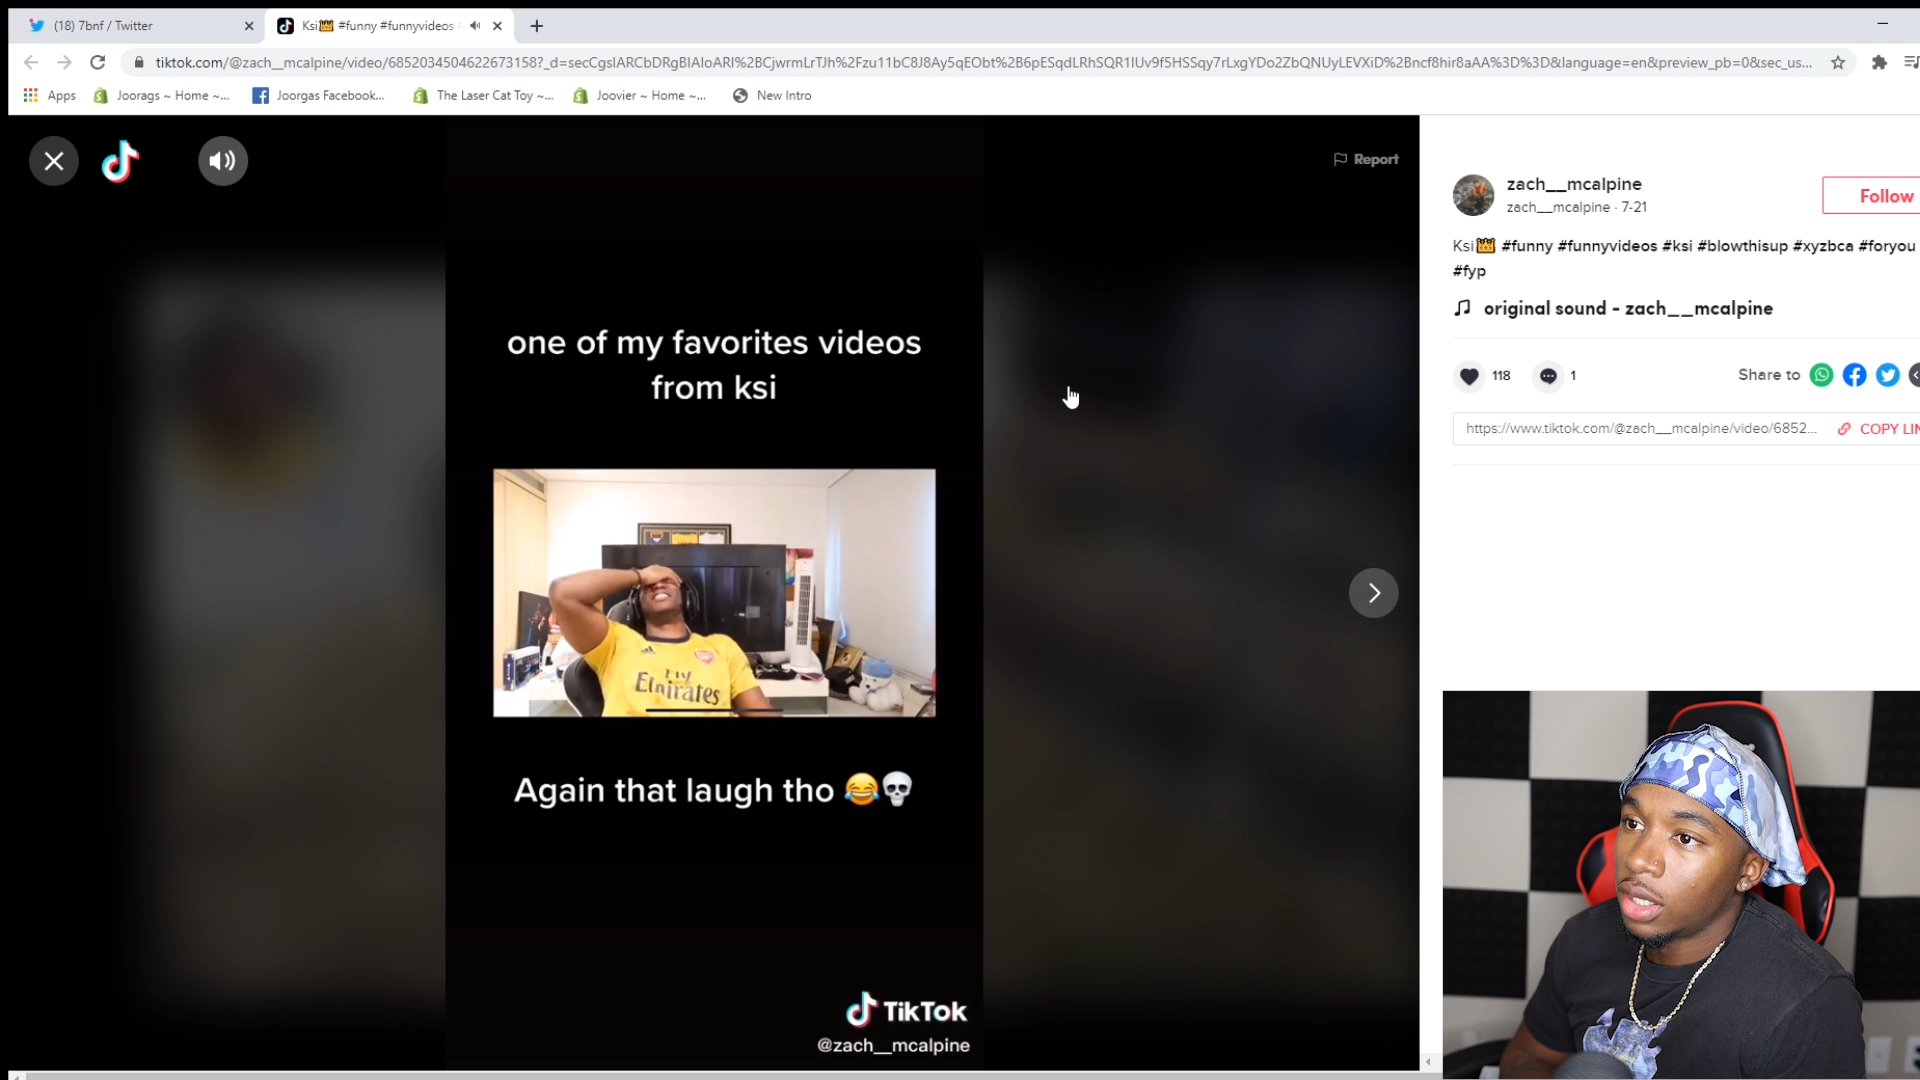 (18) 7bnf / Twitter
Ksi👑 #funny #funnyvideos
tiktok.com/@zach__mcalpine/video/6852034504622673158?_d=secCgsIARCbDRgBIAIoARI%2BCjwrmLrTJh%2Fzu11bC8J8Ay5qEObt%2B6pESqdLRhSQR1IUv9f5HSSqy7rLxgYDo2ZbQNUyLEVXiD%2Bncf8hir8aAA%3D%3D&language=en&preview_pb=0&sec_us...
Apps
Joorags ~ Home ~...
Joorgas Facebook...
The Laser Cat Toy ~...
Joovier ~ Home ~...
New Intro
Report
one of my favorites videos
from ksi
Fly
Emirates
Again that laugh tho 😂💀
TikTok
@zach__mcalpine
zach__mcalpine
zach__mcalpine · 7-21
Follow
Ksi👑 #funny #funnyvideos #ksi #blowthisup #xyzbca #foryou
#fyp
original sound - zach__mcalpine
118
1
Share to
https://www.tiktok.com/@zach__mcalpine/video/6852...
COPY LIN